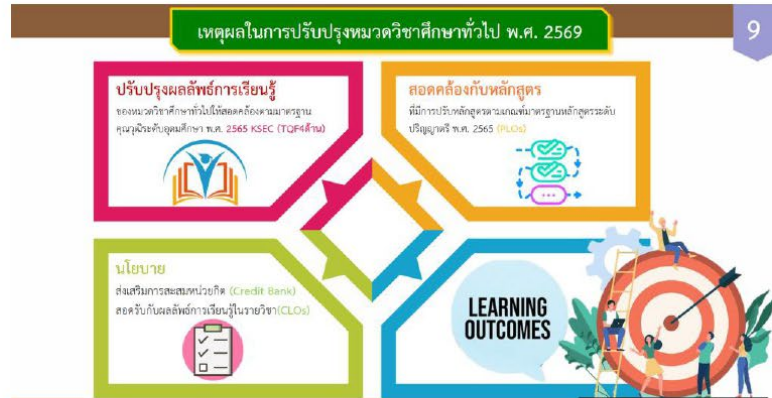 เหตุผลในการปรับปรุงหมวดวิชาศึกษาทั่วไป พ.ศ. 2569
9
ปรับปรุงผลลัพธ์การเรียนรู้
ของหมวดวิชาศึกษาทั่วไปให้สอดคล้องตามมาตรฐาน
คุณวุฒิระดับอุดมศึกษา พ.ศ. 2565 KSEC (TQF4ด้าน)
สอดคล้องกับหลักสูตร
ที่มีการปรับหลักสูตรตามเกณฑ์มาตรฐานหลักสูตรระดับ
ปริญญาตรี พ.ศ. 2565 (PLOs)
นโยบาย
ส่งเสริมการสะสมหน่วยกิต (Credit Bank)
สอดรับกับผลลัพธ์การเรียนรู้ในรายวิชา(CLOs)
LEARNING
OUTCOMES